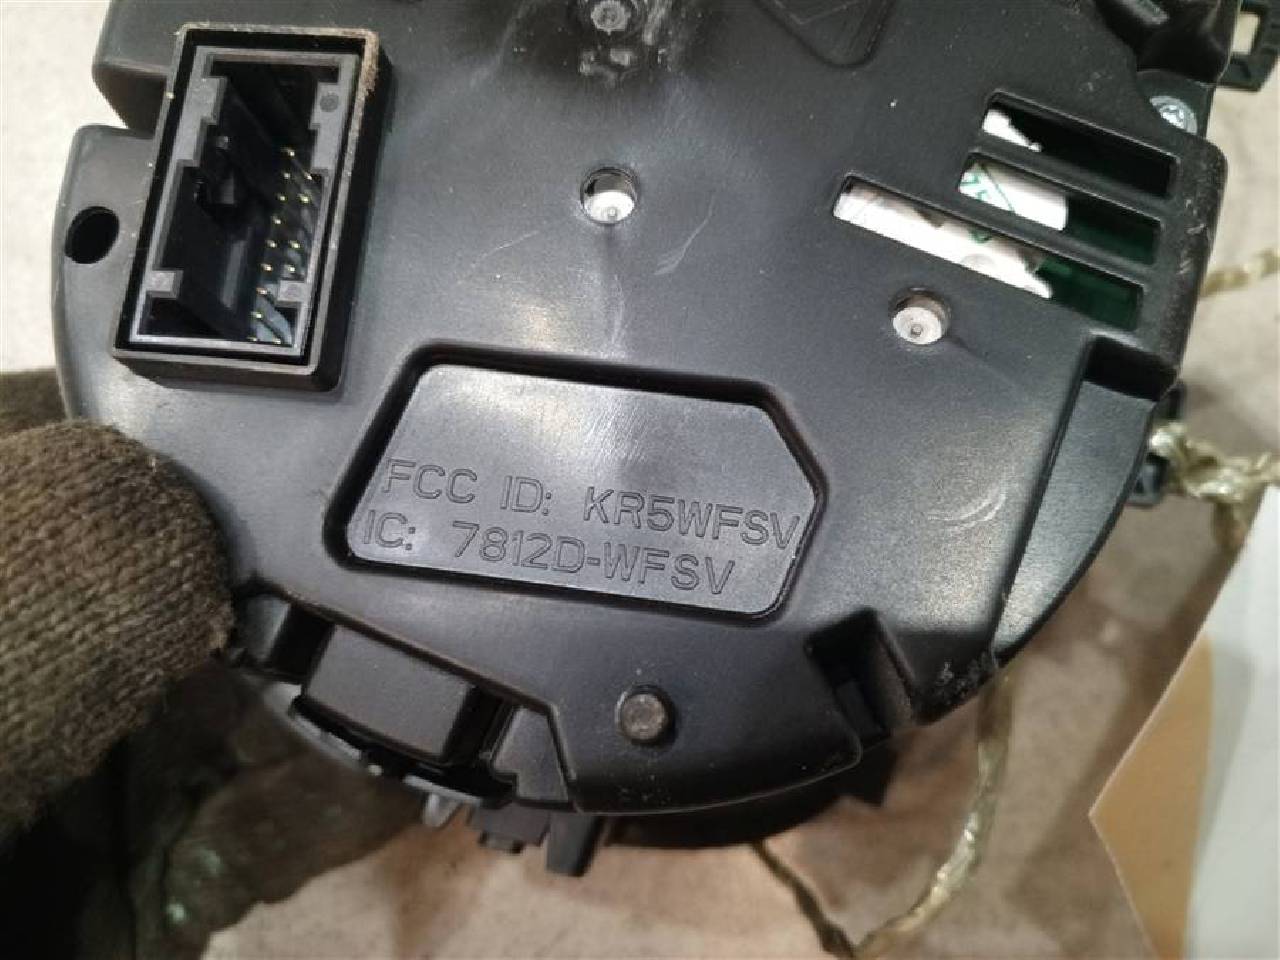 FCC ID: KR5WFSV
IC: 7812D-WFSV